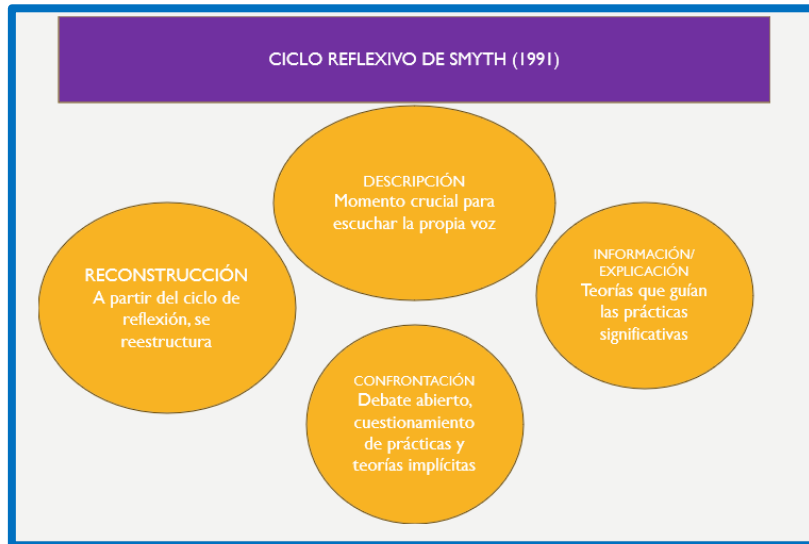 CICLO REFLEXIVO DE SMYTH (1991)
DESCRIPCIÓN
Momento crucial para
escuchar la propia voz
INFORMACIÓN/
EXPLICACIÓN
Teorías que guían
las prácticas
significativas
CONFRONTACIÓN
Debate abierto,
cuestionamiento
de prácticas y
teorías implícitas
RECONSTRUCCIÓN
A partir del ciclo de
reflexión, se
reestructura